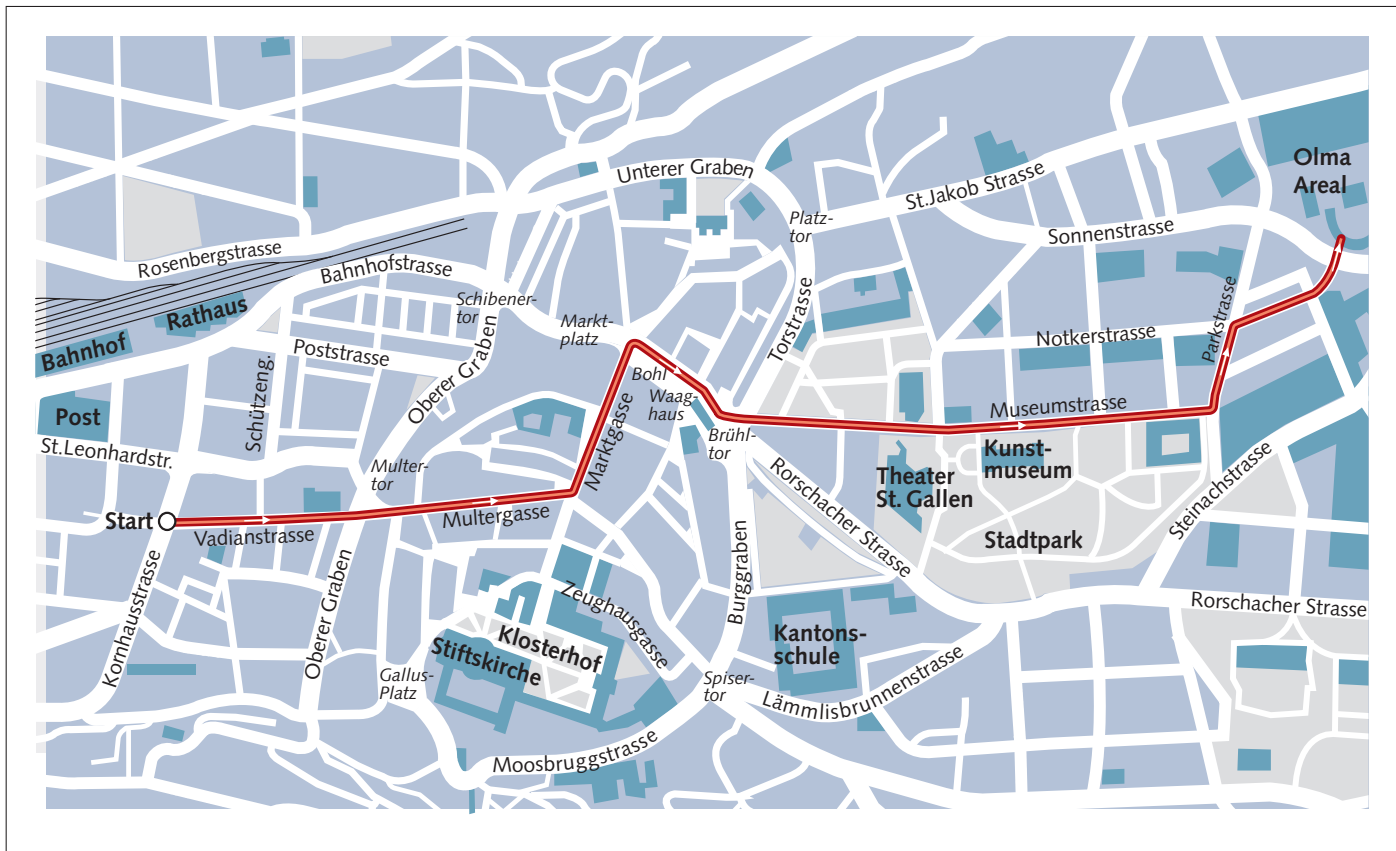 Olma
Areal
Unterer Graben
St.Jakob Strasse
Platz-
tor
Sonnenstrasse
Rosenbergstrasse
Bahnhofstrasse
Schibener-
tor
Rathaus
Bahnhof
Markt-
platz
Torstrasse
Notkerstrasse
Parkstrasse
Poststrasse
Oberer Graben
Bohl
Waag-
haus
Post
Schützeng.
Marktgasse
Museumstrasse
St.Leonhardstr.
Multer-
tor
Brühl-
tor
Kunst-
museum
Theater
St. Gallen
Rorschacher Strasse
Steinachstrasse
Start
Vadianstrasse
Multergasse
Stadtpark
Kornhausstrasse
Oberer Graben
Zeughausgasse
Burggraben
Rorschacher Strasse
Klosterhof
Stiftskirche
Kantons-
schule
Gallus-
Platz
Spiser-
tor
Lämmlisbrunnenstrasse
Moosbruggstrasse